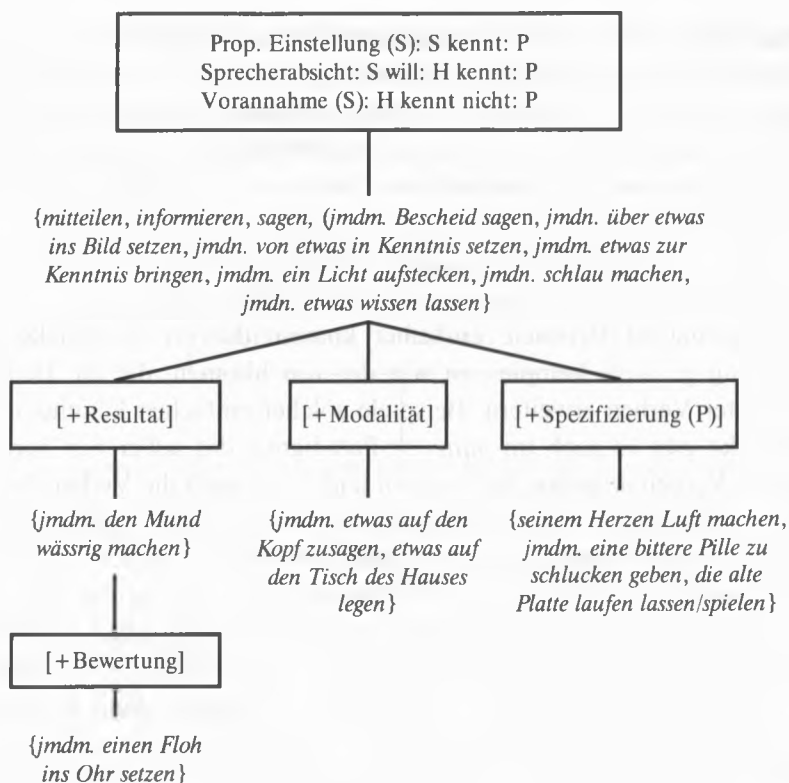 Prop. Einstellung (S): S kennt: P
Sprecherabsicht: S will: H kennt: P
Vorannahme (S): H kennt nicht: P
{mitteilen, informieren, sagen, (jmdm. Bescheid sagen, jmdn. über etwas
ins Bild setzen, jmdn. von etwas in Kenntnis setzen, jmdm. etwas zur
Kenntnis bringen, jmdm. ein Licht aufstecken, jmdn. schlau machen,
jmdn. etwas wissen lassen}
[+Resultat]
{jmdm. den Mund
wässrig machen}
[+Bewertung]
{jmdm. einen Floh
ins Ohr setzen}
[+Modalität]
{jmdm. etwas auf den
Kopf zusagen, etwas auf
den Tisch des Hauses
legen}
[+Spezifizierung (P)]
{seinem Herzen Luft machen,
jmdm. eine bittere Pille zu
schlucken geben, die alte
Platte laufen lassen/spielen}